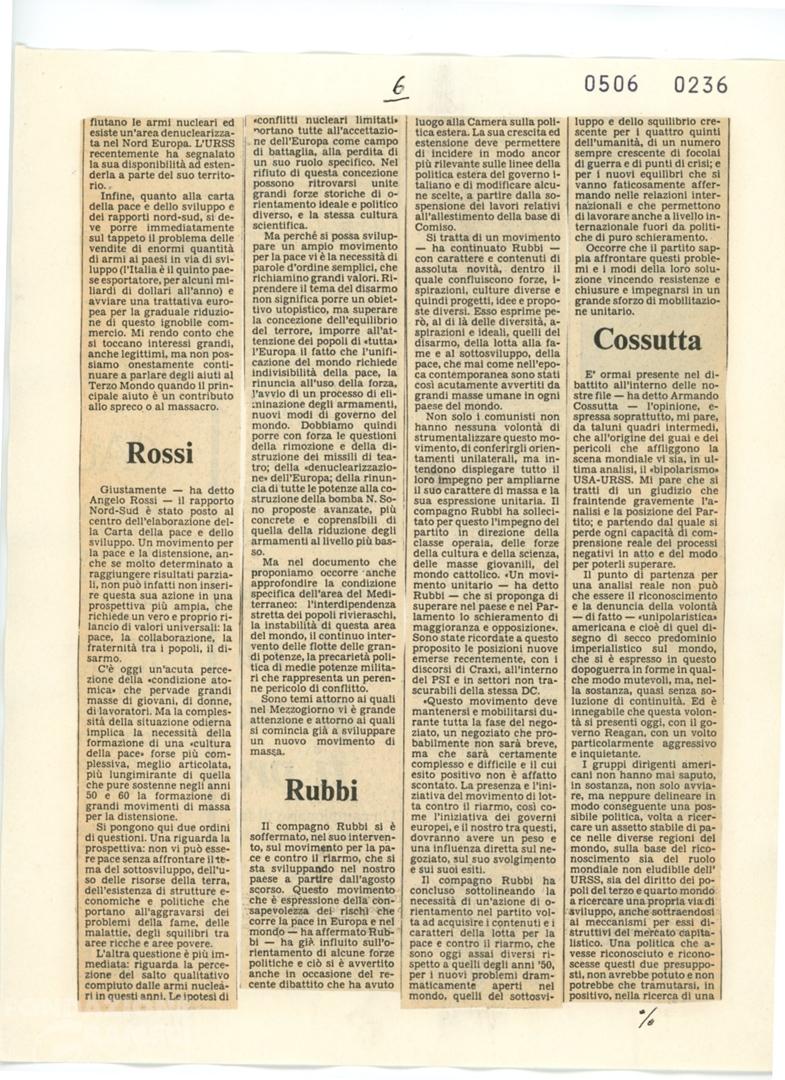 6
0506 0236
fiutano le armi nucleari ed
esiste un'area denuclearizza-
ta nel Nord Europa. L'URSS
recentemente ha segnalato
la sua disponibilità ad esten-
derla a parte del suo territo-
rio.
Infine, quanto alla carta
della pace e dello sviluppo e
dei rapporti nord-sud, si de-
ve porre immediatamente
sul tappeto il problema delle
vendite di enormi quantità
di armi ai paesi in via di svi-
luppo (l'Italia è il quinto pae-
se esportatore, per alcuni mi-
liardi di dollari all'anno) e
avviare una trattativa euro-
pea per la graduale riduzio-
ne di questo ignobile com-
mercio. Mi rendo conto che
si toccano interessi grandi,
anche legittimi, ma non pos-
siamo onestamente conti-
nuare a parlare degli aiuti al
Terzo Mondo quando il prin-
cipale aiuto è un contributo
allo spreco o al massacro.
Rossi
Giustamente — ha detto
Angelo Rossi — il rapporto
Nord-Sud è stato posto al
centro dell'elaborazione del-
la Carta della pace e dello
sviluppo. Un movimento per
la pace e la distensione, an-
che se molto determinato a
raggiungere risultati parzia-
li, non può infatti non inseri-
re questa sua azione in una
prospettiva più ampia, che
richiede un vero e proprio ri-
lancio di valori universali: la
pace, la collaborazione, la
fraternità tra i popoli, il di-
sarmo.
C'è oggi un'acuta perce-
zione della «condizione ato-
mica» che pervade grandi
masse di giovani, di donne,
di lavoratori. Ma la comples-
sità della situazione odierna
implica la necessità della
formazione di una «cultura
della pace» forse più com-
plessiva, meglio articolata,
più lungimirante di quella
che pure sostenne negli anni
50 e 60 la formazione di
grandi movimenti di massa
per la distensione.
Si pongono qui due ordini
di questioni. Una riguarda la
prospettiva: non vi può esse-
re pace senza affrontare il te-
ma del sottosviluppo, dell'u-
so delle risorse della terra,
dell'esistenza di strutture e-
conomiche e politiche che
portano all'aggravarsi dei
problemi della fame, delle
malattie, degli squilibri tra
aree ricche e aree povere.
L'altra questione è più im-
mediata: riguarda la perce-
zione del salto qualitativo
compiuto dalle armi nuclea-
ri in questi anni. Le ipotesi di
«conflitti nucleari limitati»
portano tutte all'accettazio-
ne dell'Europa come campo
di battaglia, alla perdita di
un suo ruolo specifico. Nel
rifiuto di questa concezione
possono ritrovarsi unite
grandi forze storiche di o-
rientamento ideale e politico
diverso, e la stessa cultura
scientifica.
Ma perché si possa svilup-
pare un ampio movimento
per la pace vi è la necessità di
parole d'ordine semplici, che
richiamino grandi valori. Ri-
prendere il tema del disarmo
non significa porre un obiet-
tivo utopistico, ma superare
la concezione dell'equilibrio
del terrore, imporre all'at-
tenzione dei popoli di «tutta»
l'Europa il fatto che l'unifi-
cazione del mondo richiede
indivisibilità della pace, la
rinuncia all'uso della forza,
l'avvio di un processo di eli-
minazione degli armamenti,
nuovi modi di governo del
mondo. Dobbiamo quindi
porre con forza le questioni
della rimozione e della di-
struzione dei missili di tea-
tro; della «denuclearizzazio-
ne» dell'Europa; della rinun-
cia di tutte le potenze alla co-
struzione della bomba N. So-
no proposte avanzate, più
concrete e coprensibili di
quella della riduzione degli
armamenti al livello più bas-
so.
Ma nel documento che
proponiamo occorre anche
approfondire la condizione
specifica dell'area del Medi-
terraneo: l'interdipendenza
stretta dei popoli rivieraschi,
la instabilità di questa area
del mondo, il continuo inter-
vento delle flotte delle gran-
di potenze, la precarietà poli-
tica di medie potenze milita-
ri che rappresenta un peren-
ne pericolo di conflitto.
Sono temi attorno ai quali
nel Mezzogiorno vi è grande
attenzione e attorno ai quali
si comincia già a sviluppare
un nuovo movimento di
massa.
Rubbi
Il compagno Rubbi si è
soffermato, nel suo interven-
to, sul movimento per la pa-
ce e contro il riarmo, che si
sta sviluppando nel nostro
paese a partire dall'agosto
scorso. Questo movimento
che è espressione della con-
sapevolezza dei rischi che
corre la pace in Europa e nel
mondo — ha affermato Rub-
bi — ha già influito sull'o-
rientamento di alcune forze
politiche e ciò si è avvertito
anche in occasione del re-
cente dibattito che ha avuto
luogo alla Camera sulla poli-
tica estera. La sua crescita ed
estensione deve permettere
di incidere in modo ancor
più rilevante sulle linee della
politica estera del governo i-
taliano e di modificare alcu-
ne scelte, a partire dalla so-
spensione dei lavori relativi
all'allestimento della base di
Comiso.
Si tratta di un movimento
— ha continuato Rubbi —
con carattere e contenuti di
assoluta novità, dentro il
quale confluiscono forze, i-
spirazioni, culture diverse e
quindi progetti, idee e propo-
ste diversi. Esso esprime pe-
rò, al di là delle diversità, a-
spirazioni e ideali, quelli del
disarmo, della lotta alla fa-
me e al sottosviluppo, della
pace, che mai come nell'epo-
ca contemporanea sono stati
così acutamente avvertiti da
grandi masse umane in ogni
paese del mondo.
Non solo i comunisti non
hanno nessuna volontà di
strumentalizzare questo mo-
vimento, di conferirgli orien-
tamenti unilaterali, ma in-
tendono dispiegare tutto il
loro impegno per ampliarne
il suo carattere di massa e la
sua espressione unitaria. Il
compagno Rubbi ha sollecі-
tato per questo l'impegno del
partito in direzione della
classe operaia, delle forze
della cultura e della scienza,
delle masse giovanili, del
mondo cattolico. «Un movi-
mento unitario — ha detto
Rubbi — che si proponga di
superare nel paese e nel Par-
lamento lo schieramento di
maggioranza e opposizione».
Sono state ricordate a questo
proposito le posizioni nuove
emerse recentemente, con i
discorsi di Craxi, all'interno
del PSI e in settori non tra-
scurabili della stessa DC.
«Questo movimento deve
mantenersi e mobilitarsi du-
rante tutta la fase del nego-
ziato, un negoziato che pro-
babilmente non sarà breve,
ma che sarà certamente
complesso e difficile e il cui
esito positivo non è affatto
scontato. La presenza e l'ini-
ziativa del movimento di lot-
ta contro il riarmo, così co-
me l'iniziativa dei governi
europei, e il nostro tra questi,
dovranno avere un peso e
una influenza diretta sul ne-
goziato, sul suo svolgimento
e sui suoi esiti.
Il compagno Rubbi ha
concluso sottolineando la
necessità di un'azione di o-
rientamento nel partito vol-
ta ad acquisire i contenuti e i
caratteri della lotta per la
pace e contro il riarmo, che
sono oggi assai diversi ri-
spetto a quelli degli anni '50,
per i nuovi problemi dram-
maticamente aperti nel
mondo, quelli del sottosvi-
luppo e dello squilibrio cre-
scente per i quattro quinti
dell'umanità, di un numero
sempre crescente di focolai
di guerra e di punti di crisi; e
per i nuovi equilibri che si
vanno faticosamente affer-
mando nelle relazioni inter-
nazionali e che permettono
di lavorare anche a livello in-
ternazionale fuori da politi-
che di puro schieramento.
Occorre che il partito sap-
pia affrontare questi proble-
mi e i modi della loro solu-
zione vincendo resistenze e
chiusure e impegnarsi in un
grande sforzo di mobilitazio-
ne unitario.
Cossutta
E' ormai presente nel di-
battito all'interno delle no-
stre file — ha detto Armando
Cossutta — l'opinione, e-
spressa soprattutto, mi pare,
da taluni quadri intermedi,
che all'origine dei guai e dei
pericoli che affliggono la
scena mondiale vi sia, in ul-
tima analisi, il «bipolarismo»
USA-URSS. Mi pare che si
tratti di un giudizio che
fraintende gravemente l'a-
nalisi e la posizione del Par-
tito; e partendo dal quale si
perde ogni capacità di com-
prensione reale dei processi
negativi in atto e del modo
per poterli superare.
Il punto di partenza per
una analisi reale non può
che essere il riconoscimento
e la denuncia della volontà
— di fatto — «unipolaristica»
americana e cioè di quel di-
segno di secco predominio
imperialistico sul mondo,
che si è espresso in questo
dopoguerra in forme in qual-
che modo mutevoli, ma, nel-
la sostanza, quasi senza so-
luzione di continuità. Ed è
innegabile che questa volon-
tà si presenti oggi, con il go-
verno Reagan, con un volto
particolarmente aggressivo
e inquietante.
I gruppi dirigenti ameri-
cani non hanno mai saputo,
in sostanza, non solo avvia-
re, ma neppure delineare in
modo conseguente una pos-
sibile politica, volta a ricer-
care un assetto stabile di pa-
ce nelle diverse regioni del
mondo, sulla base del rico-
noscimento sia del ruolo
mondiale non eludibile dell'
URSS, sia del diritto dei po-
poli del terzo e quarto mondo
a ricercare una propria via di
sviluppo, anche sottraendosi
ai meccanismi per essi di-
struttivi del mercato capita-
listico. Una politica che a-
vesse riconosciuto e ricono-
scesse questi due presuppo-
sti, non avrebbe potuto e non
potrebbe che tramutarsi, in
positivo, nella ricerca di una
%